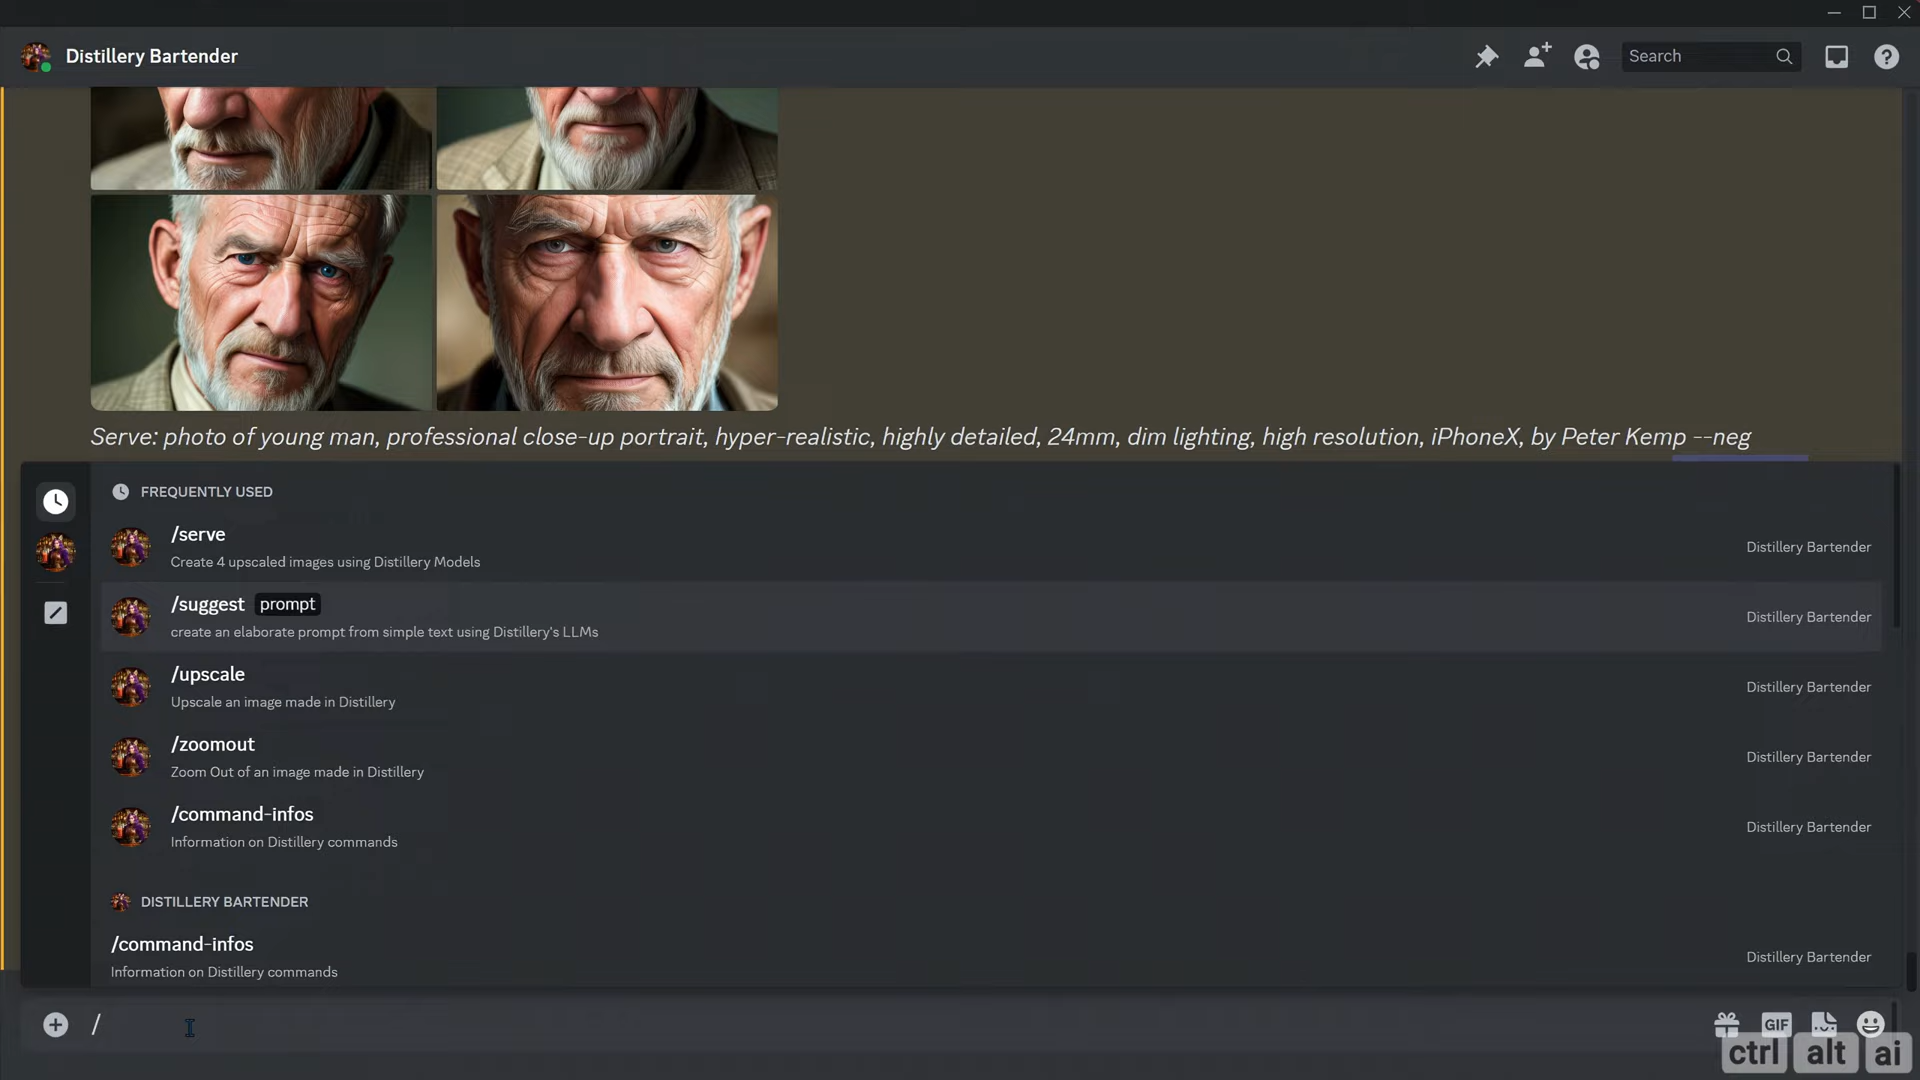 Distillery Bartender
Search
Serve: photo of young man, professional close-up portrait, hyper-realistic, highly detailed, 24mm, dim lighting, high resolution, iPhoneX, by Peter Kemp --neg
FREQUENTLY USED
/serve
Create 4 upscaled images using Distillery Models
Distillery Bartender
/suggest prompt
create an elaborate prompt from simple text using Distillery's LLMs
Distillery Bartender
/upscale
Upscale an image made in Distillery
Distillery Bartender
/zoomout
Zoom Out of an image made in Distillery
Distillery Bartender
/command-infos
Information on Distillery commands
Distillery Bartender
DISTILLERY BARTENDER
/command-infos
Information on Distillery commands
Distillery Bartender
/
GIF
ctrl alt ai